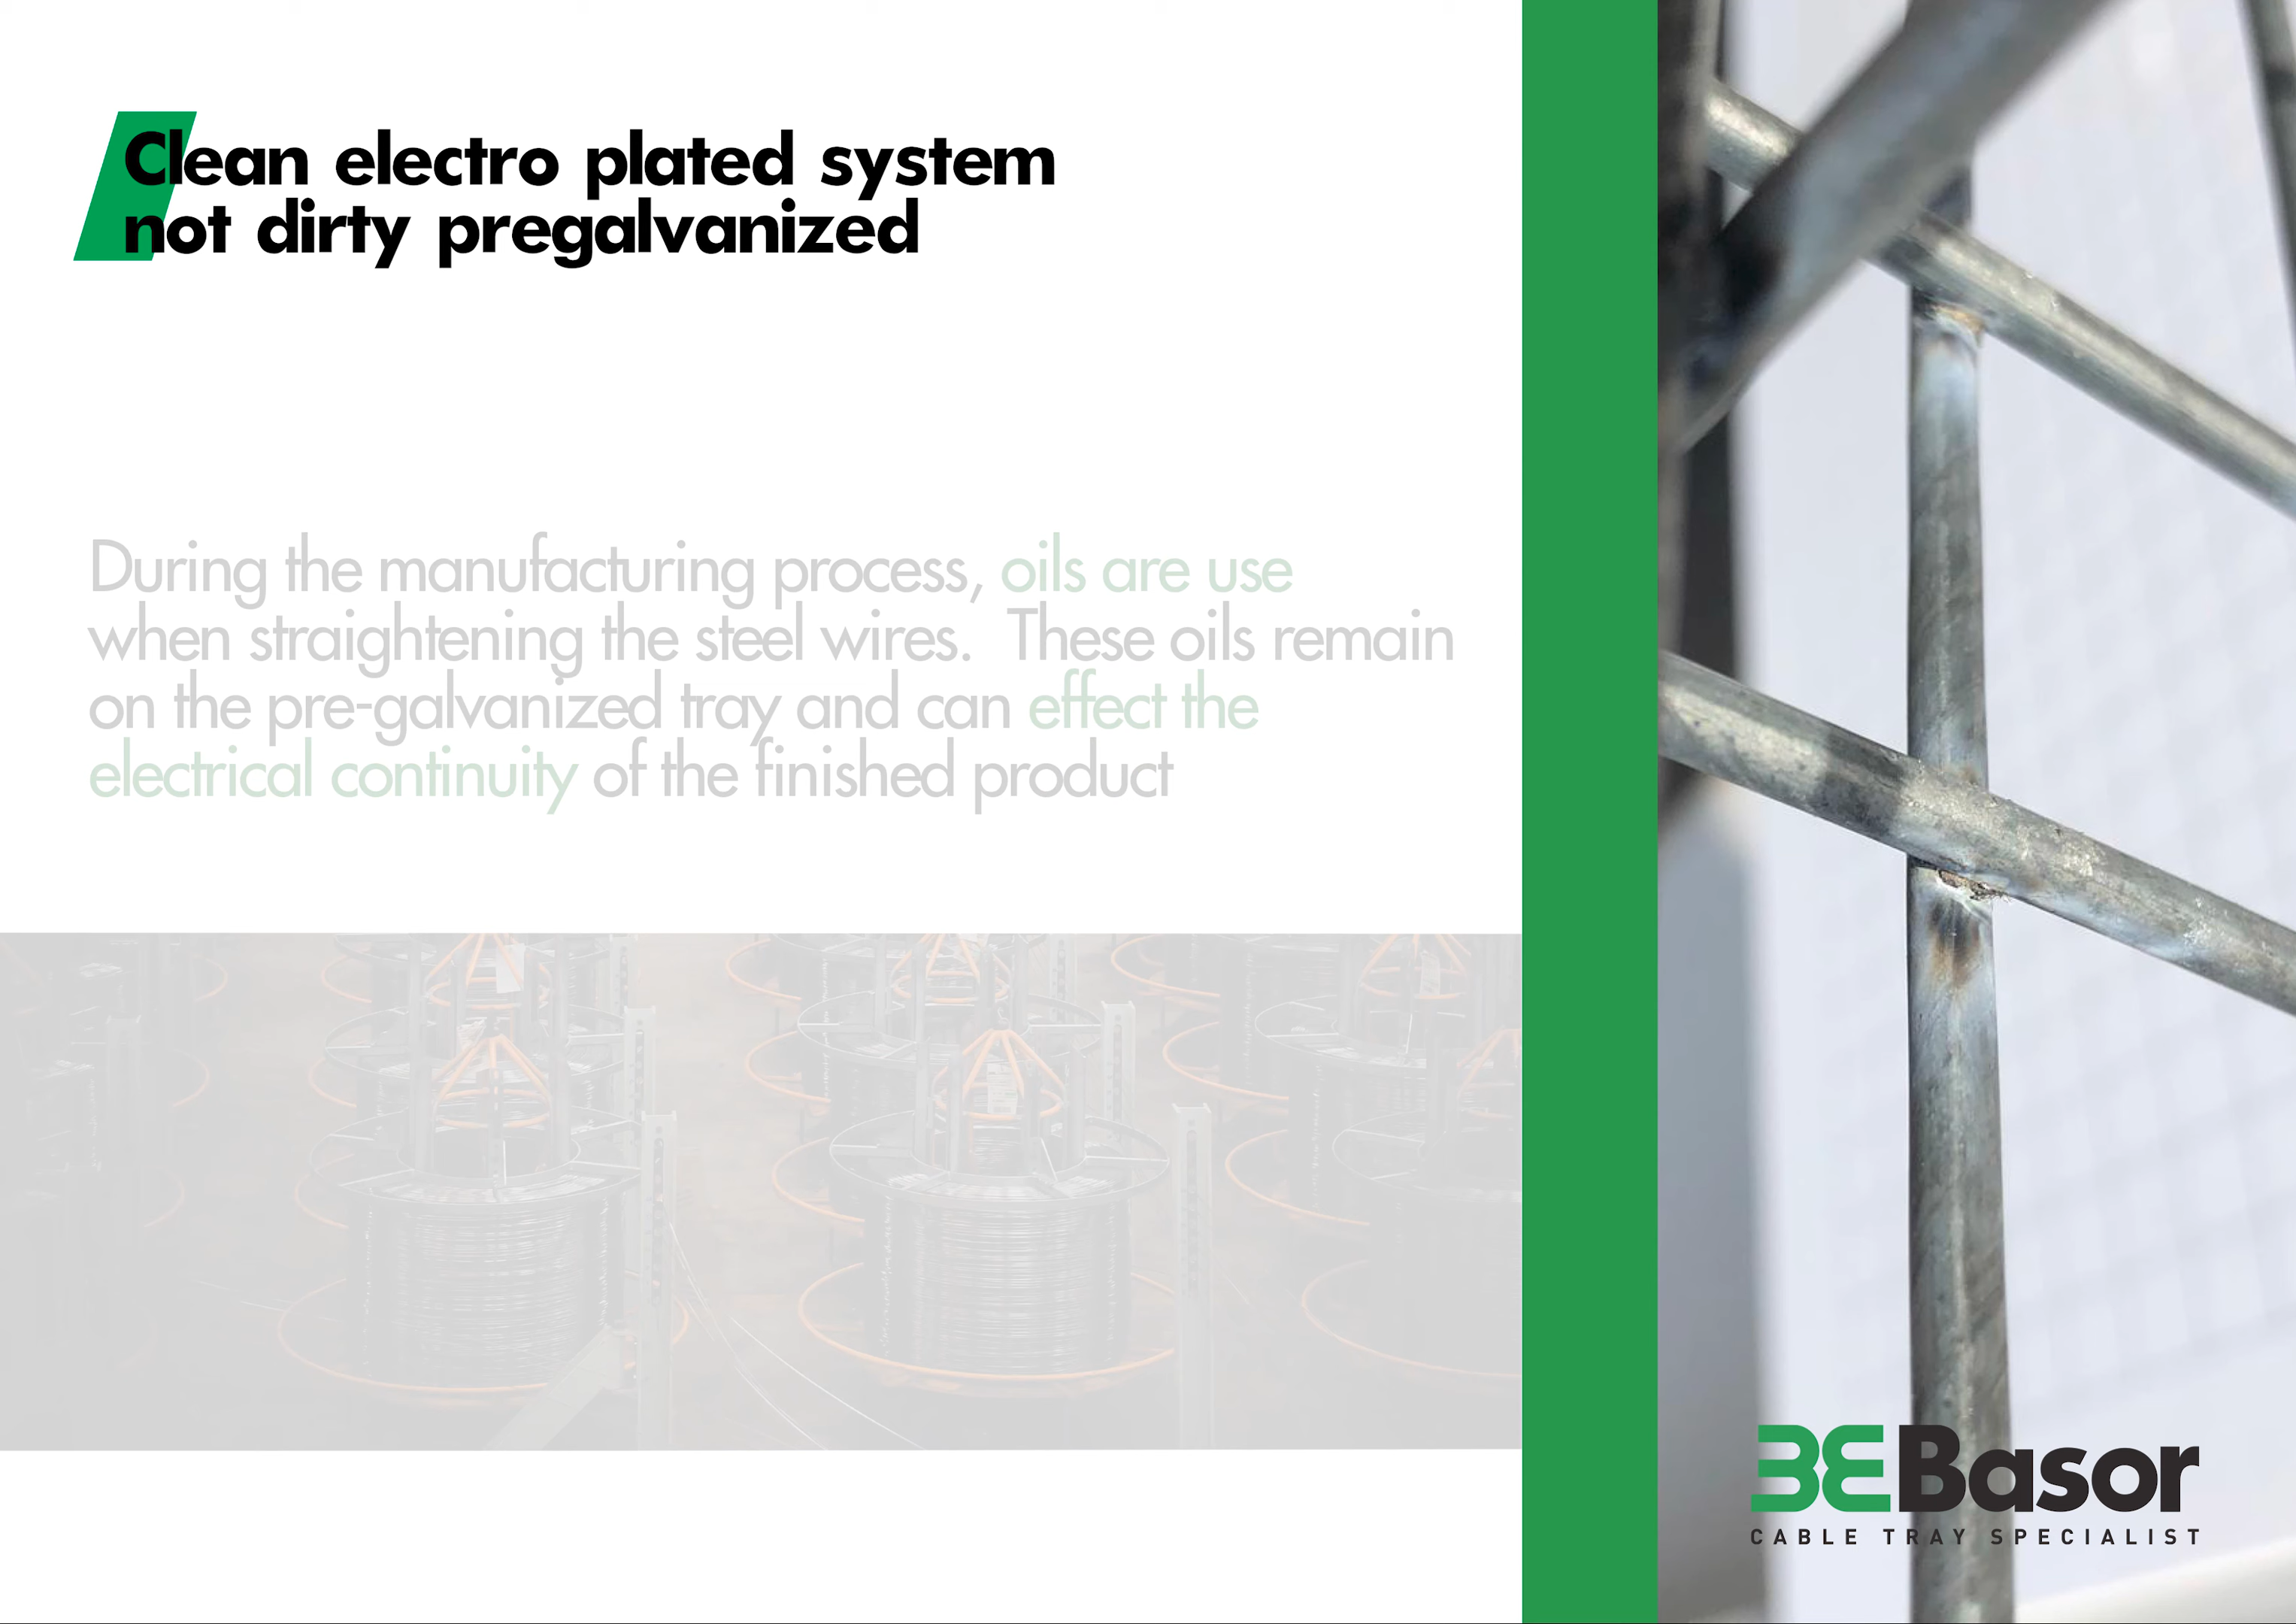 Clean electro plated system
not dirty pregalvanized
During the manufacturing process, oils are use
when straightening the steel wires.  These oils remain
on the pre-galvanized tray and can effect the
electrical continuity of the finished product
Basor
CABLE TRAY SPECIALIST